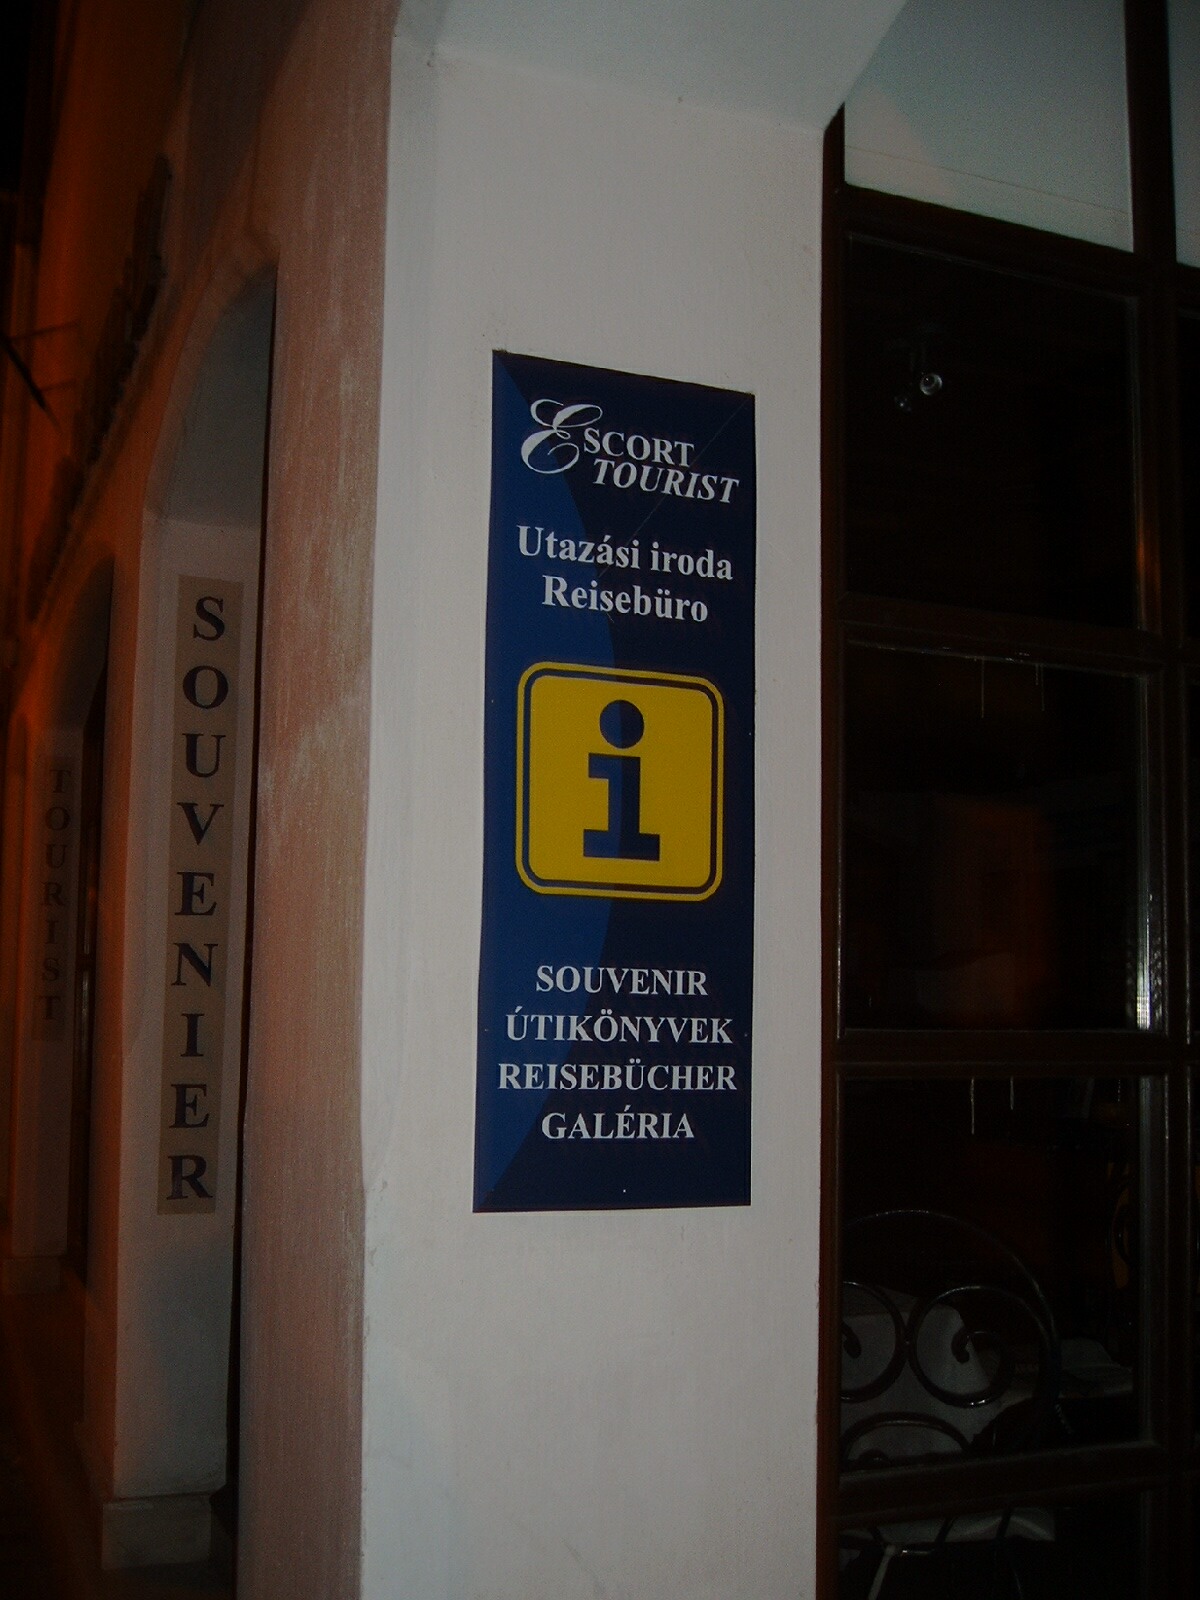 ESCORT
TOURIST
Utazási iroda
Reisebüro
i
SOUVENIR
ÚTIKÖNYVEK
REISEBÜCHER
GALÉRIA
SOUVENIER
TOURIST